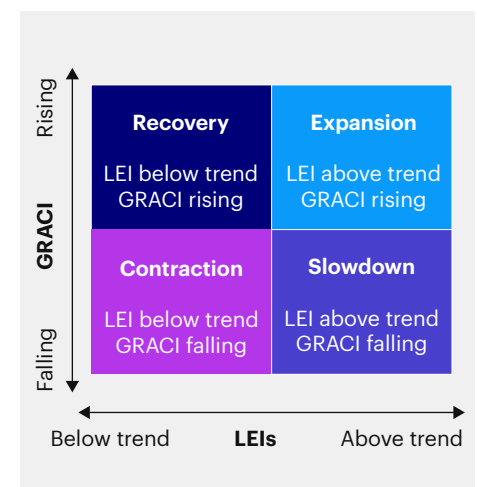 Rising
GRACI
Falling
Recovery
LEI below trend
GRACI rising
Expansion
LEI above trend
GRACI rising
Contraction
LEI below trend
GRACI falling
Slowdown
LEI above trend
GRACI falling
Below trend
LEIs
Above trend